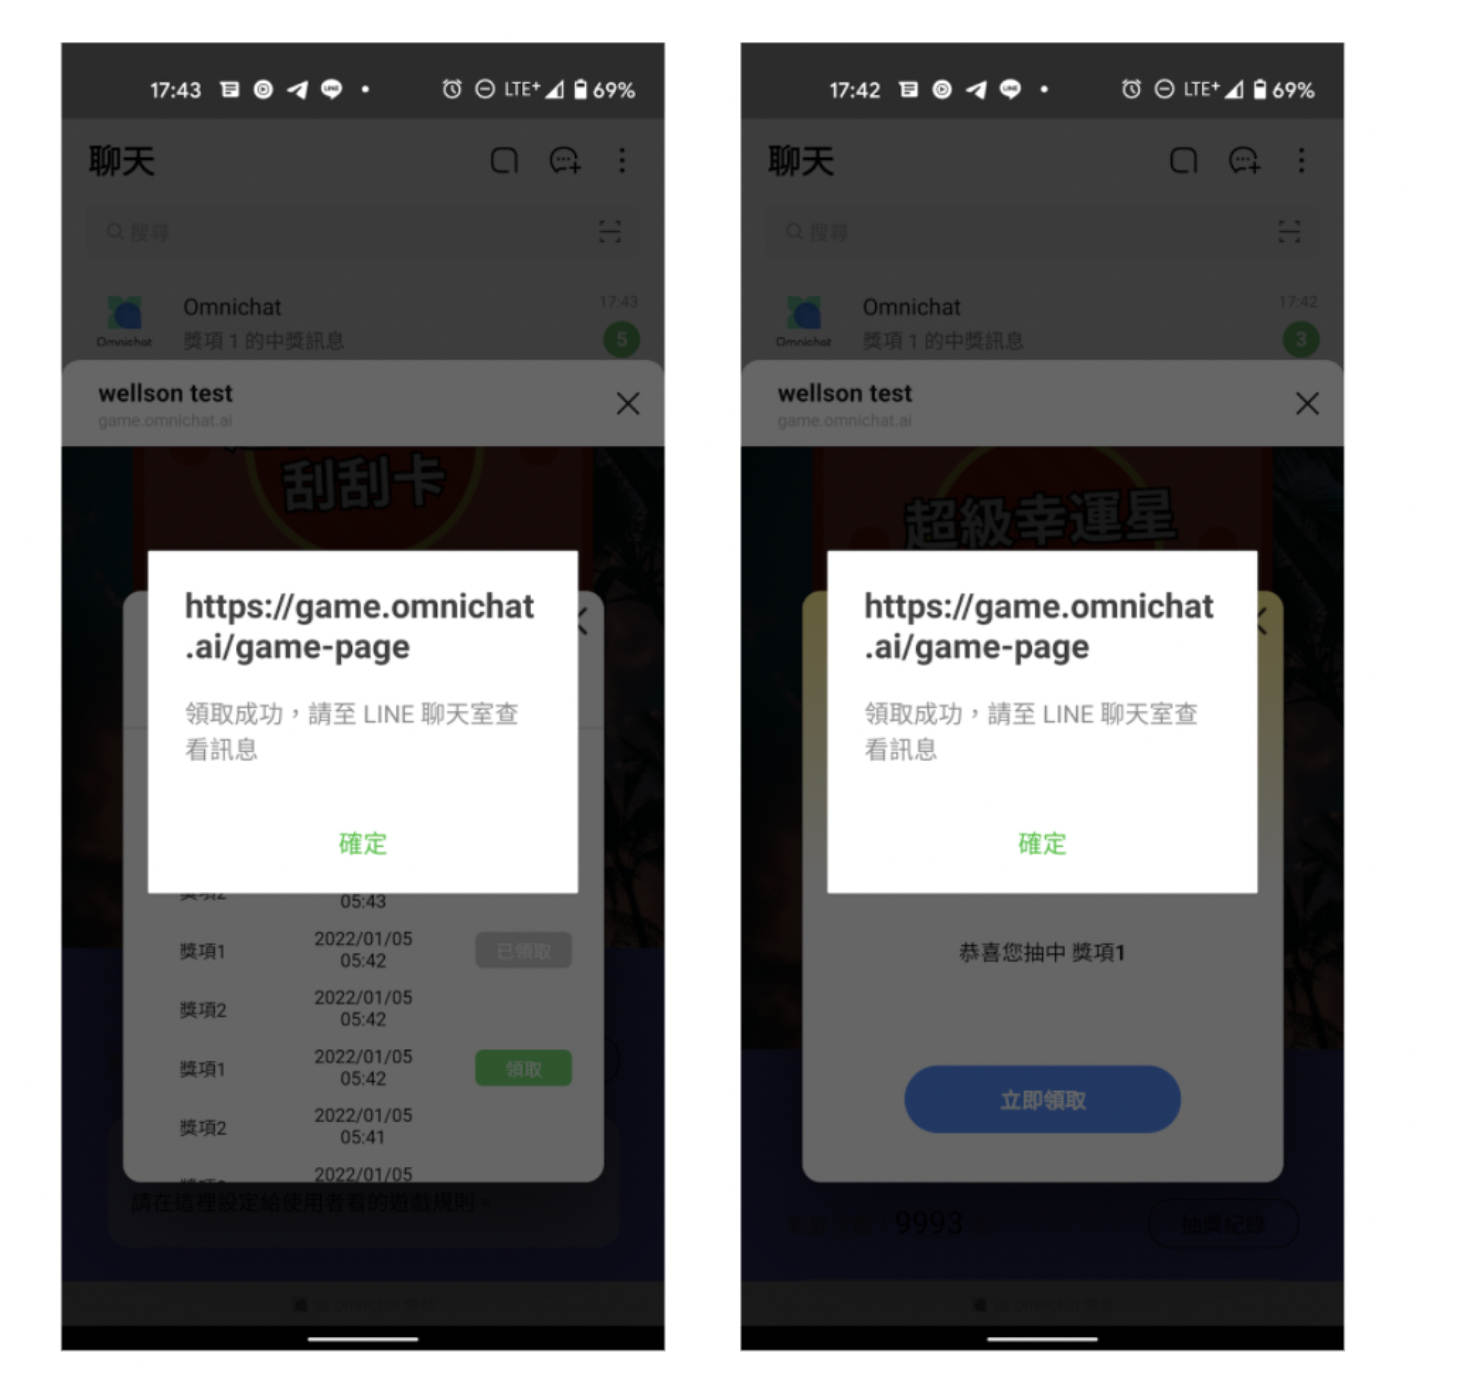 17:43
LTE+
69%
聊天
搜尋
Omnichat
17:43
Omnichat
獎項 1 的中獎訊息
5
wellson test
game.omnichat.ai
刮刮卡
https://game.omnichat
.ai/game-page
領取成功，請至 LINE 聊天室查
看訊息
確定
獎項2
05:43
獎項1
2022/01/05
05:42
已領取
獎項2
2022/01/05
05:42
獎項1
2022/01/05
05:42
領取
獎項2
2022/01/05
05:41
2022/01/05
請在這裡設定給使用者看的遊戲規則。
17:42
LTE+
69%
聊天
搜尋
Omnichat
17:42
Omnichat
獎項 1 的中獎訊息
3
wellson test
game.omnichat.ai
超級幸運星
https://game.omnichat
.ai/game-page
領取成功，請至 LINE 聊天室查
看訊息
確定
恭喜您抽中 獎項1
立即領取
9993
抽獎紀錄